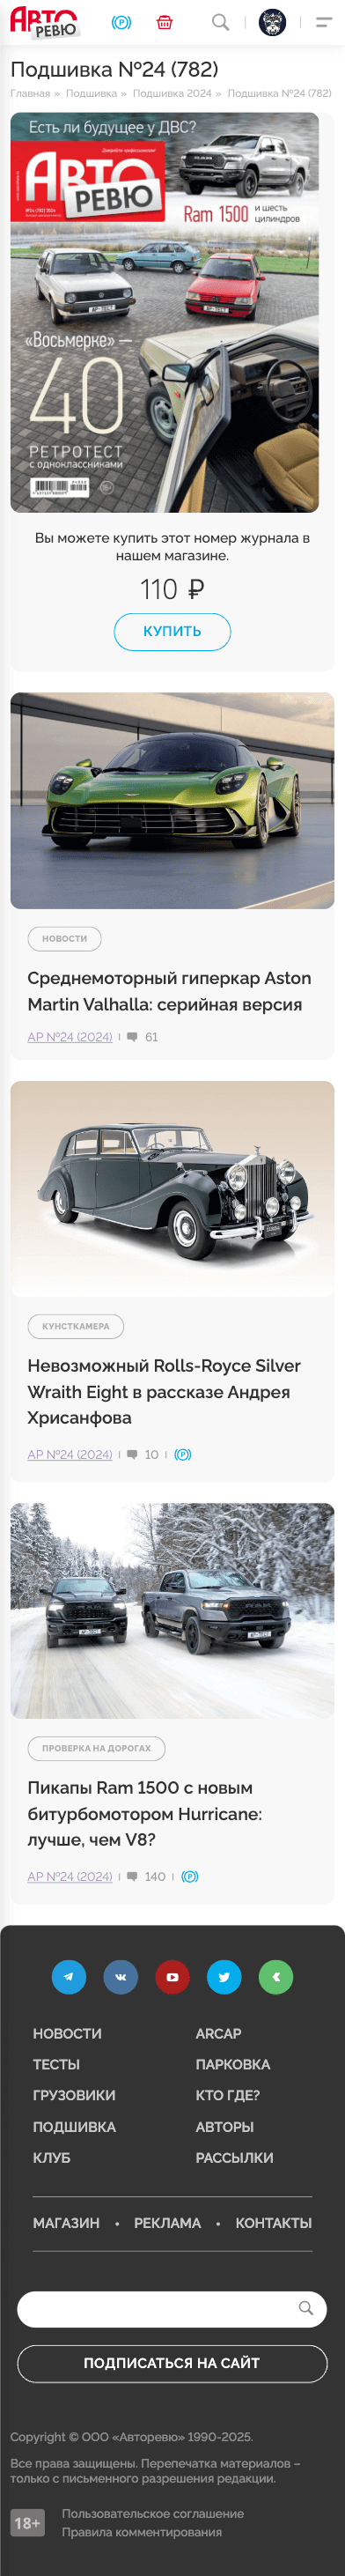 АВТО
РЕВЮ
Подшивка №24 (782)
Главная » Подшивка » Подшивка 2024 » Подшивка №24 (782)
Есть ли будущее у ДВС?
АВТО
РЕВЮ
Ram 1500 и шесть
цилиндров
«Восьмерке» —
40
РЕТРОТЕСТ
с одноклассниками
Вы можете купить этот номер журнала в
нашем магазине.
110 ₽
КУПИТЬ
НОВОСТИ
Среднемоторный гиперкар Aston
Martin Valhalla: серийная версия
АР №24 (2024) 61
КУНСТКАМЕРА
Невозможный Rolls-Royce Silver
Wraith Eight в рассказе Андрея
Хрисанфова
АР №24 (2024) 10
ПРОВЕРКА НА ДОРОГАХ
Пикапы Ram 1500 с новым
битурбомотором Hurricane:
лучше, чем V8?
АР №24 (2024) 140
НОВОСТИ ARCAP
ТЕСТЫ ПАРКОВКА
ГРУЗОВИКИ КТО ГДЕ?
ПОДШИВКА АВТОРЫ
КЛУБ РАССЫЛКИ
МАГАЗИН • РЕКЛАМА • КОНТАКТЫ
ПОДПИСАТЬСЯ НА САЙТ
Copyright © ООО «Авторевю» 1990-2025.
Все права защищены. Перепечатка материалов –
только с письменного разрешения редакции.
18+ Пользовательское соглашение
Правила комментирования